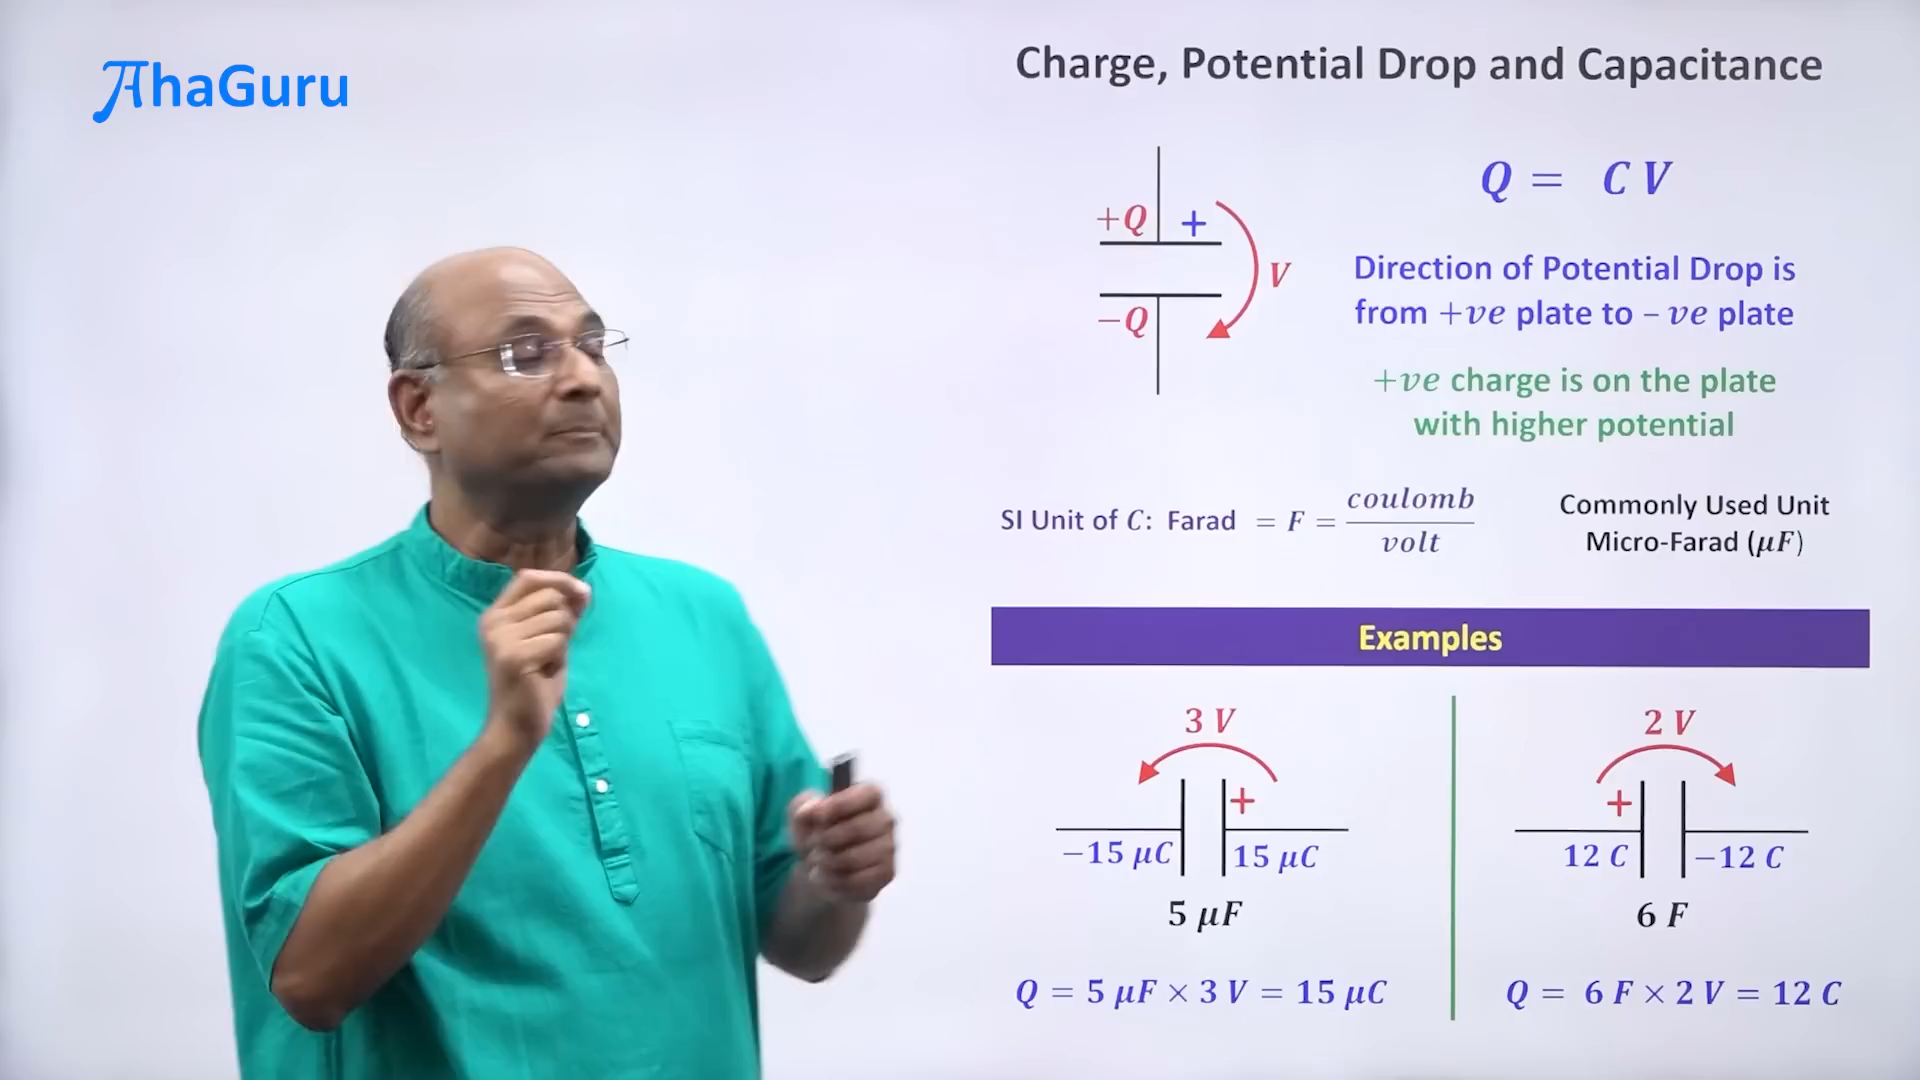 AhaGuru
Charge, Potential Drop and Capacitance
+Q
+
V
−Q
Q = C V
Direction of Potential Drop is
from +ve plate to – ve plate
+ve charge is on the plate
with higher potential
SI Unit of C: Farad = F = coulomb / volt
Commonly Used Unit
Micro-Farad (μF)
Examples
3 V
+
−15 μC
15 μC
5 μF
Q = 5 μF × 3 V = 15 μC
2 V
+
12 C
−12 C
6 F
Q = 6 F × 2 V = 12 C